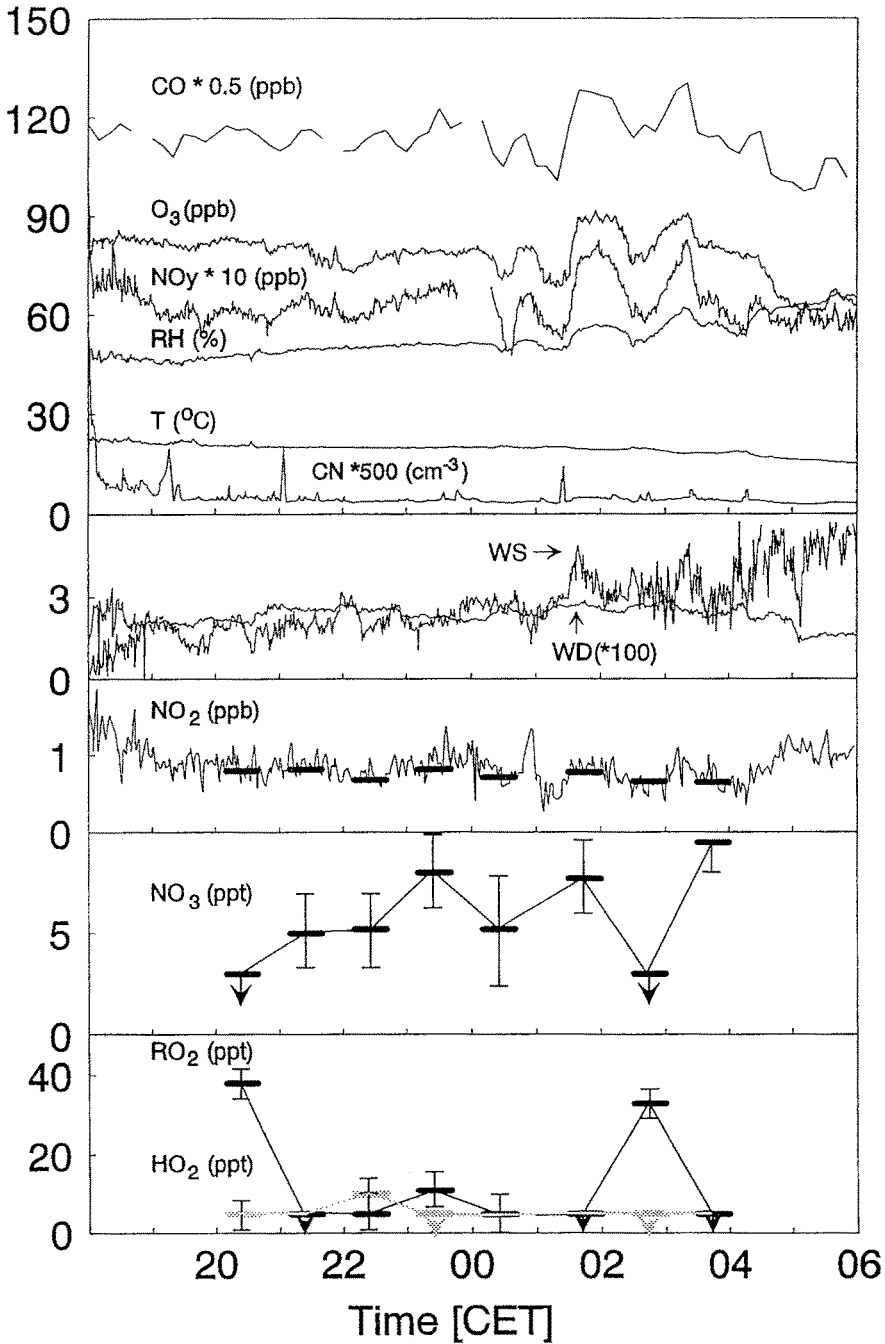 150
CO * 0.5 (ppb)
120
90
O3 (ppb)
NOy * 10 (ppb)
60
RH (%)
30
T (°C)
CN *500 (cm-3)
0
WS →
3
WD(*100)
0
NO2 (ppb)
1
0
NO3 (ppt)
5
0
RO2 (ppt)
40
20
HO2 (ppt)
0
20 22 00 02 04 06
Time [CET]